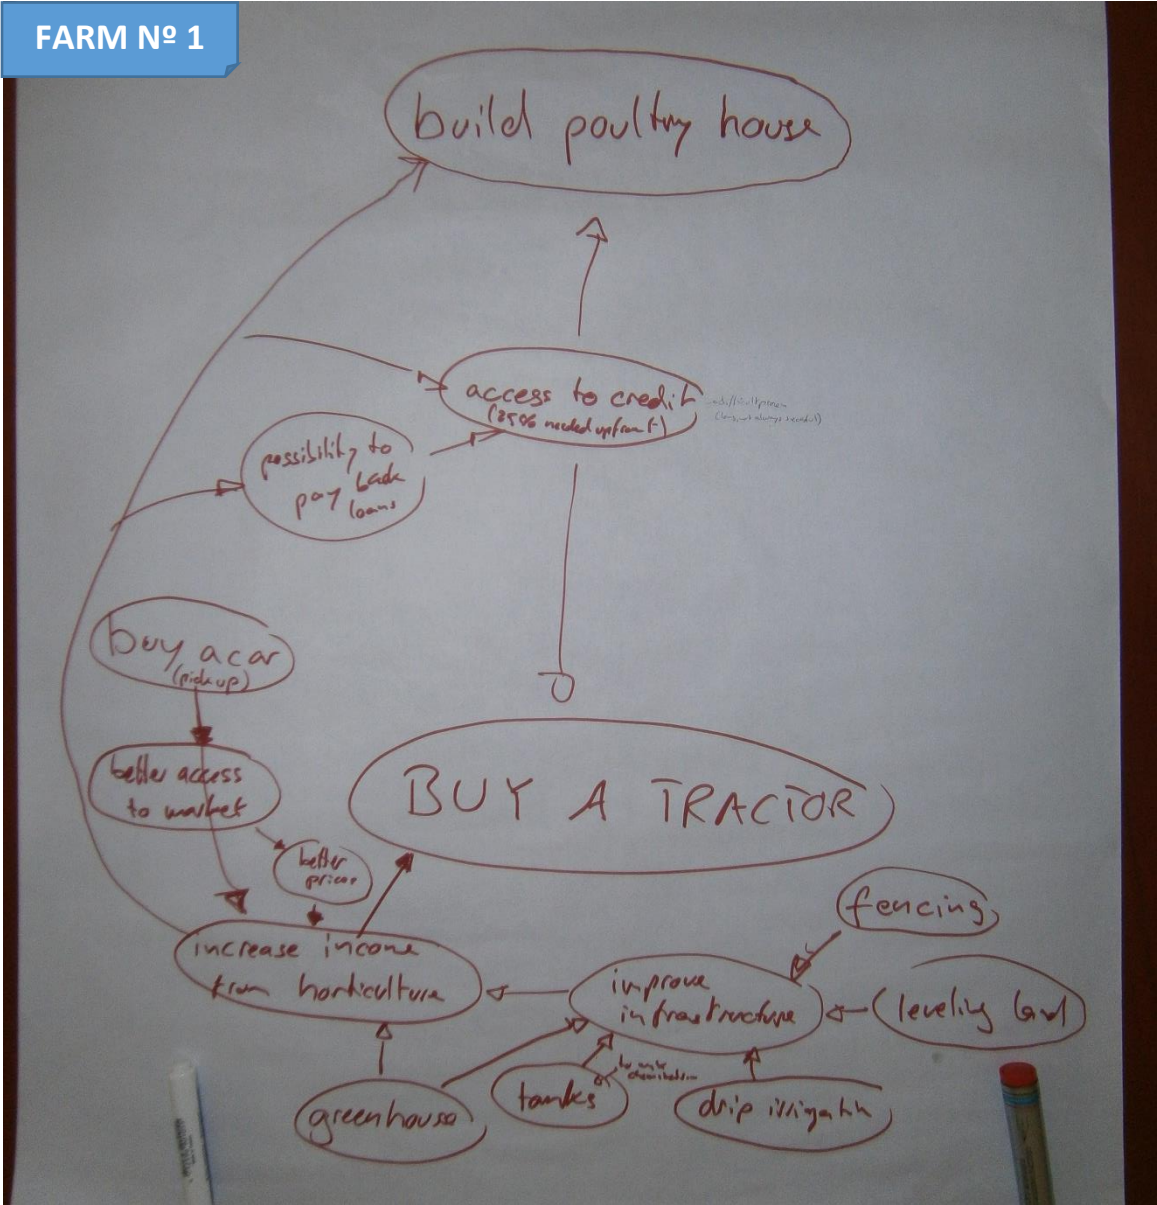 FARM Nº 1
build poultry house
access to credit
(35% needed upfront)
possibility to
pay back
loans
buy a car
(pick up)
better access
to market
BUY A TRACTOR
better
prices
fencing
increase income
from horticulture
improve
infrastructure
leveling land
greenhouse
tanks
drip irrigation